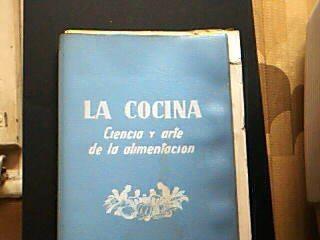 LA COCINA
Ciencia y arte
de la alimentacion